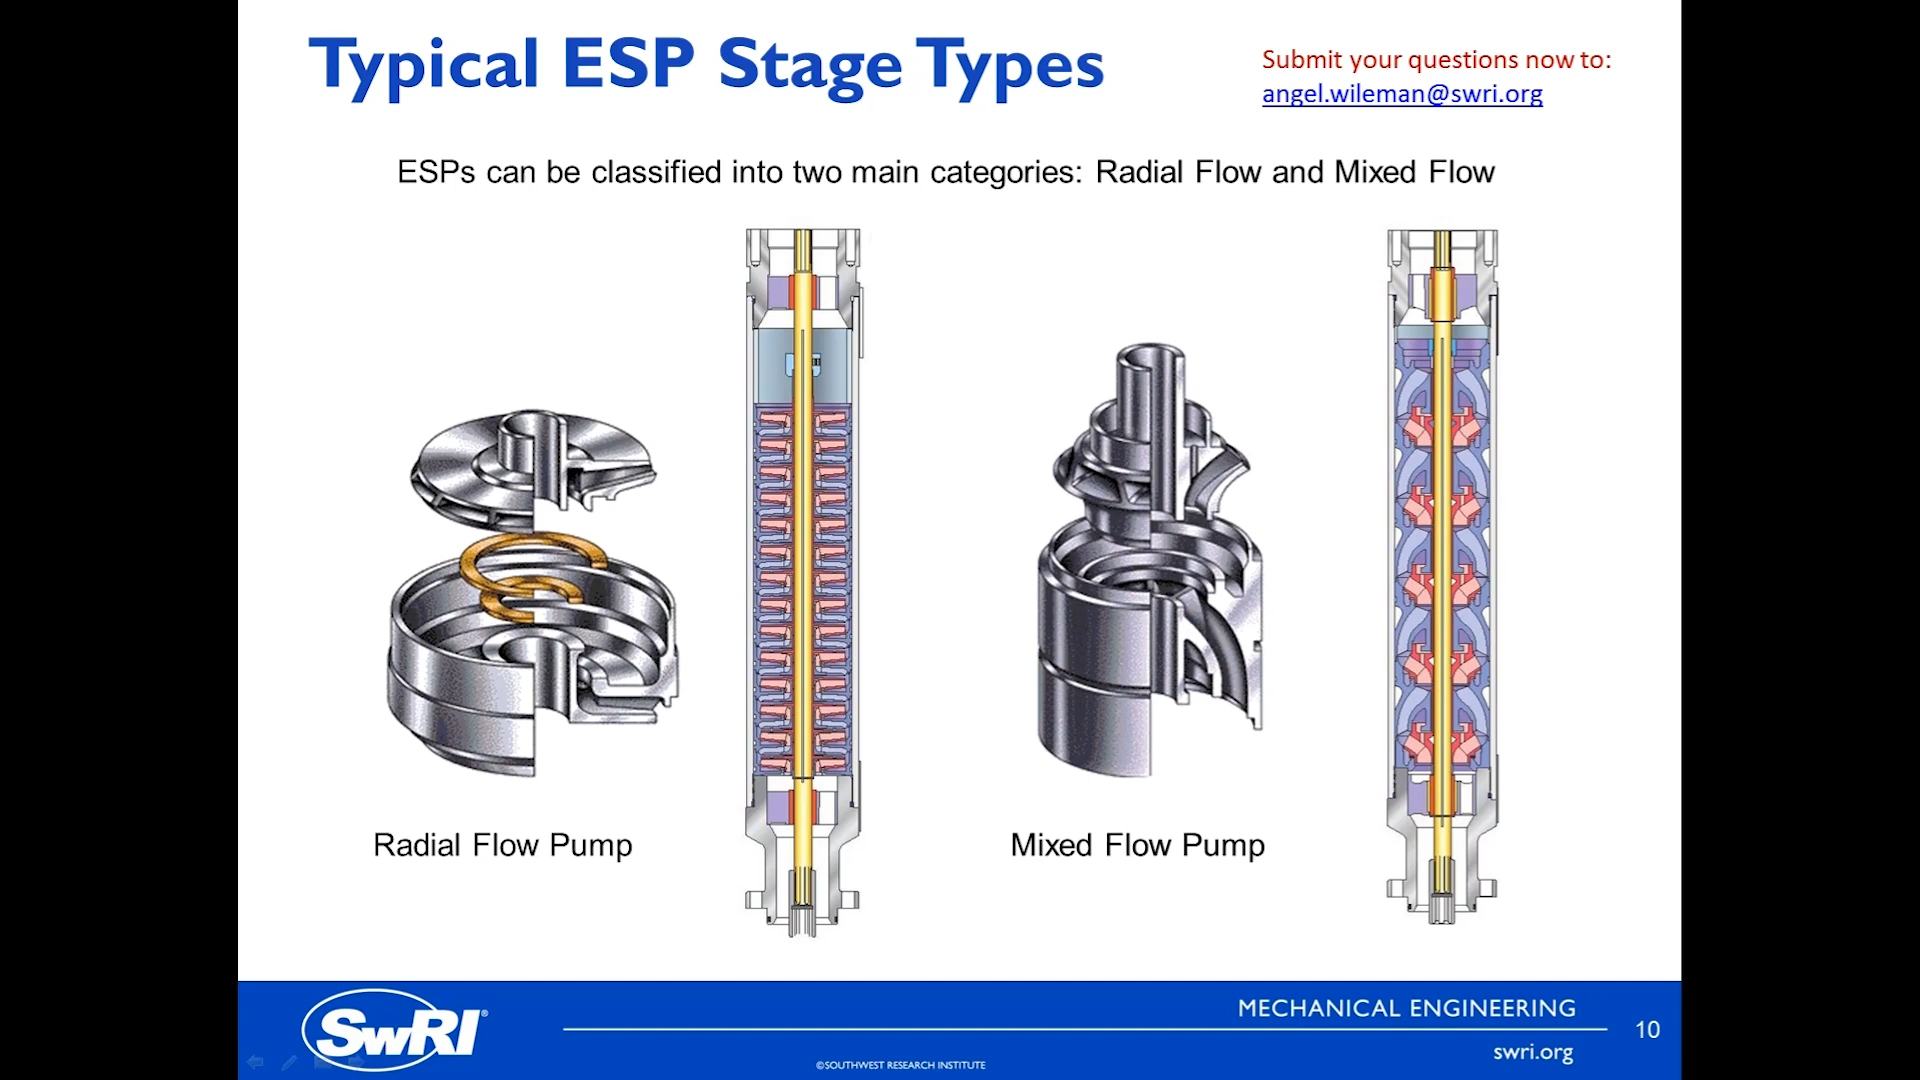 Typical ESP Stage Types
Submit your questions now to:
angel.wileman@swri.org
ESPs can be classified into two main categories: Radial Flow and Mixed Flow
Radial Flow Pump
Mixed Flow Pump
SwRI®
MECHANICAL ENGINEERING
10
swri.org
©SOUTHWEST RESEARCH INSTITUTE